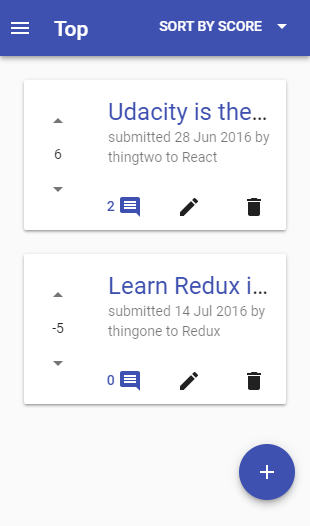 Top
SORT BY SCORE
Udacity is the...
submitted 28 Jun 2016 by
thingtwo to React
6
2
Learn Redux i...
submitted 14 Jul 2016 by
thingone to Redux
-5
0